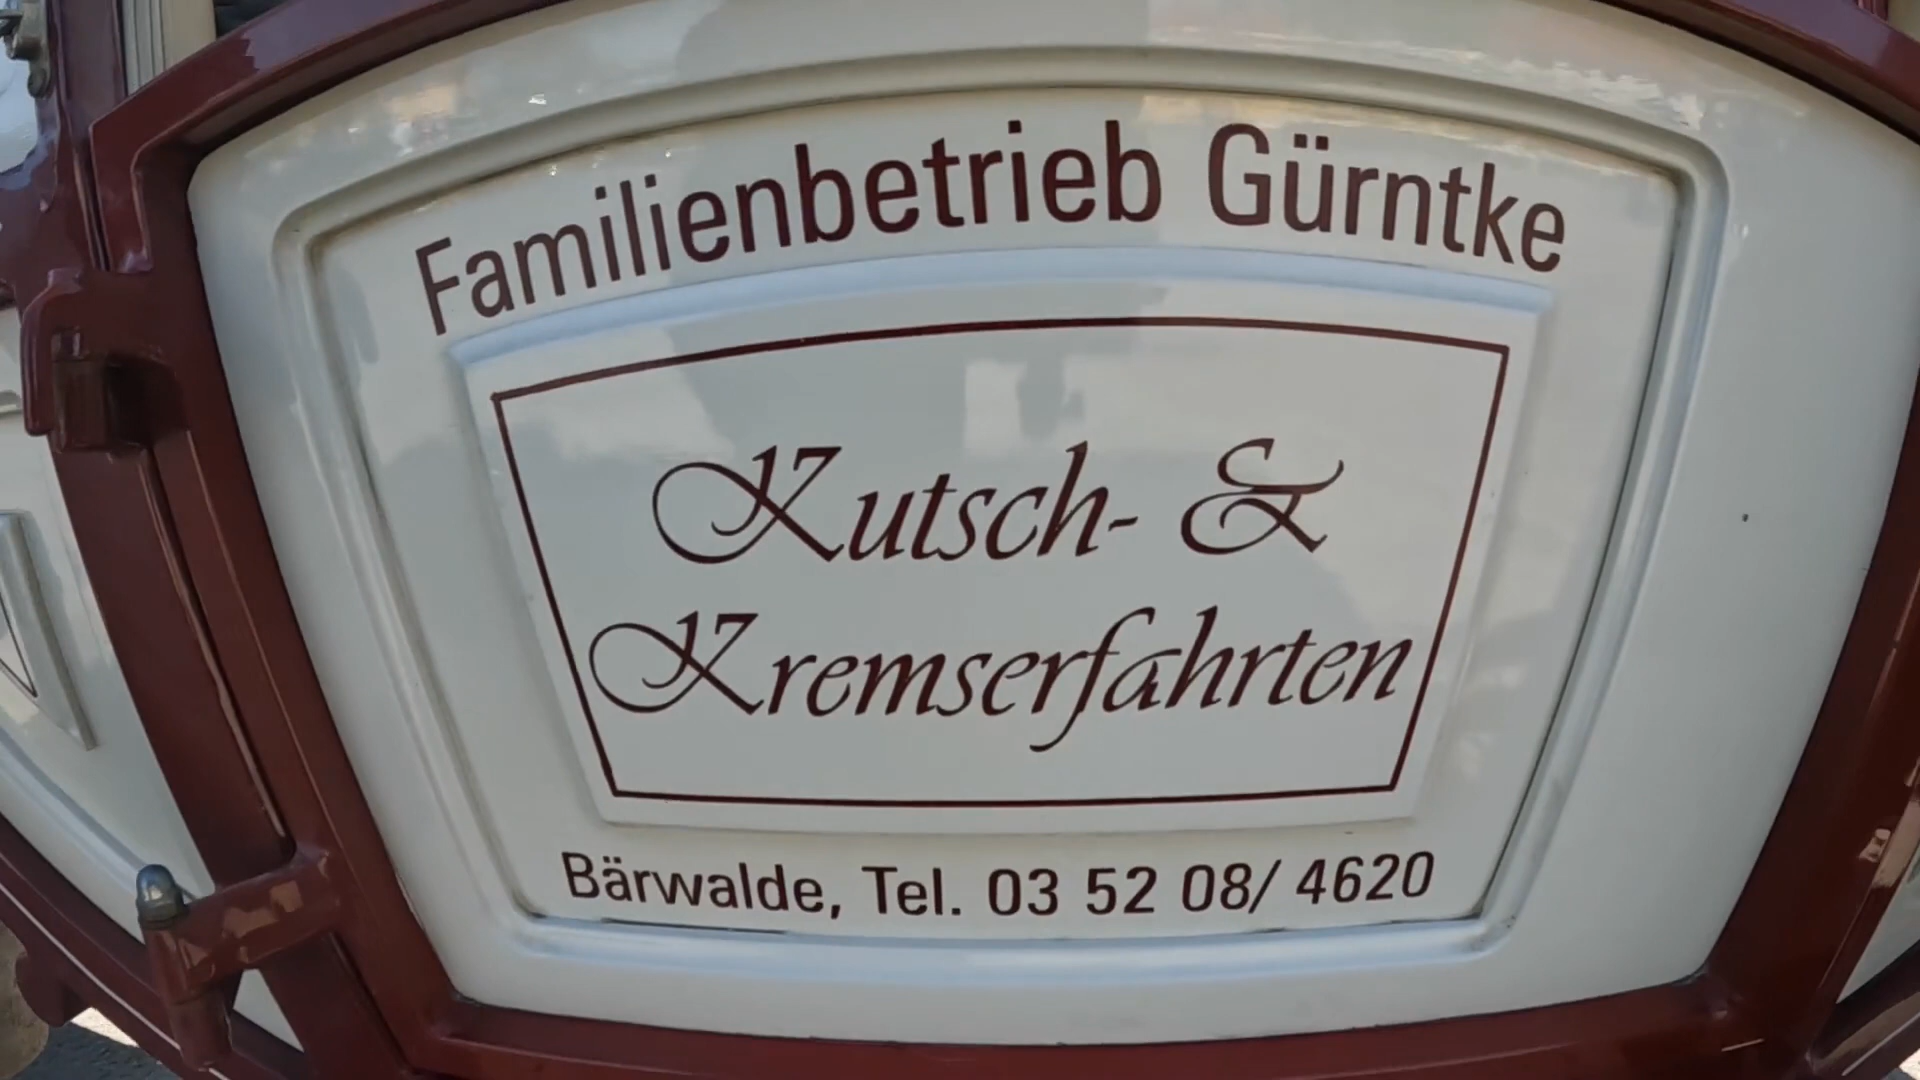 Familienbetrieb Gürntke
Kutsch- &
Kremserfahrten
Bärwalde, Tel. 03 52 08/ 4620